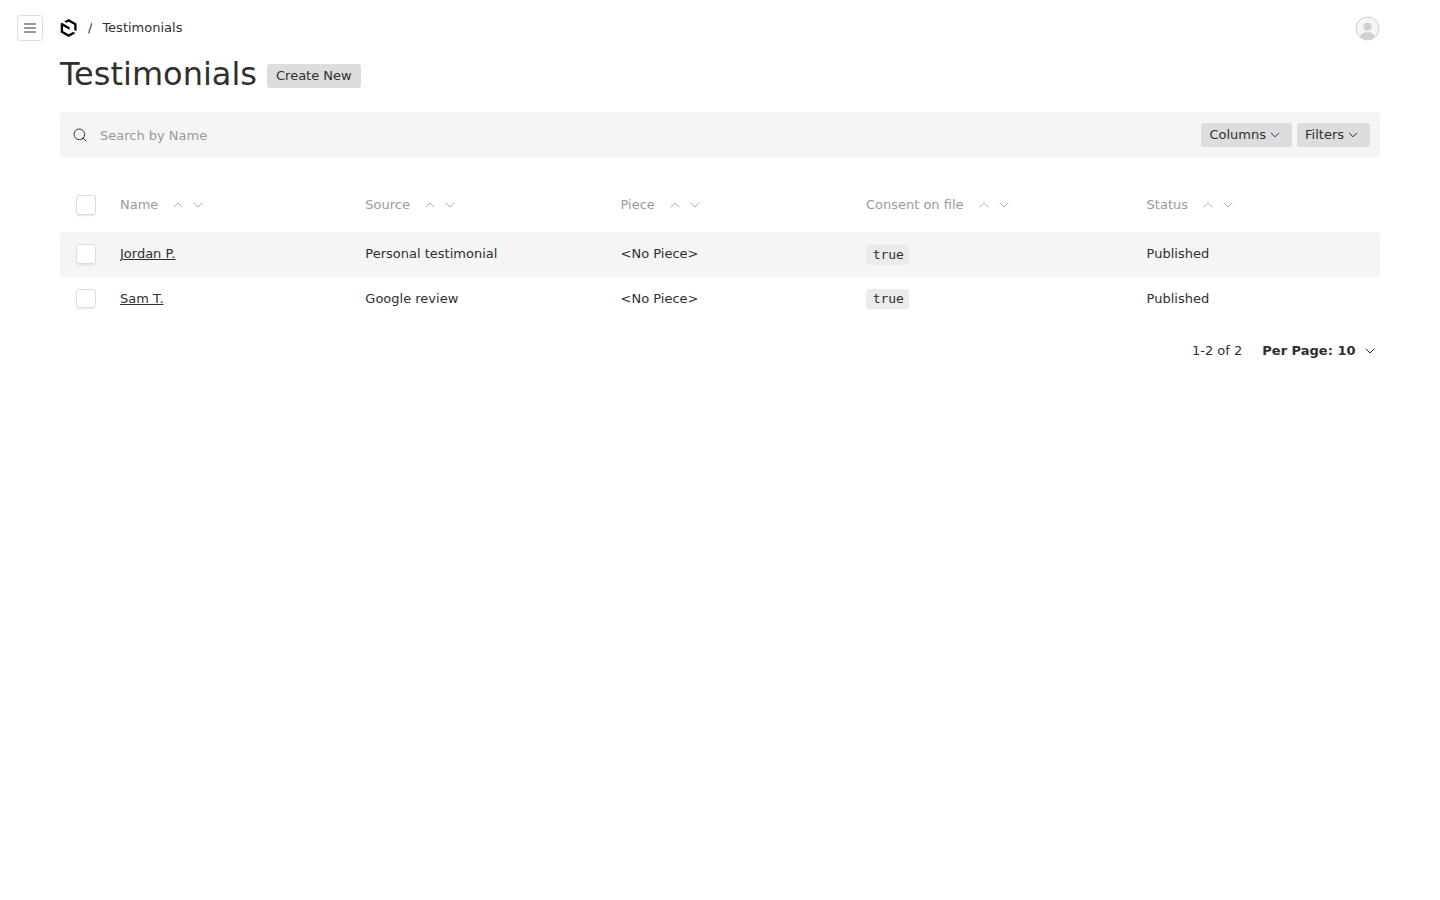 / Testimonials
Testimonials Create New
Search by Name Columns Filters
Name Source Piece Consent on file Status
Jordan P. Personal testimonial <No Piece> true Published
Sam T. Google review <No Piece> true Published
1-2 of 2 Per Page: 10